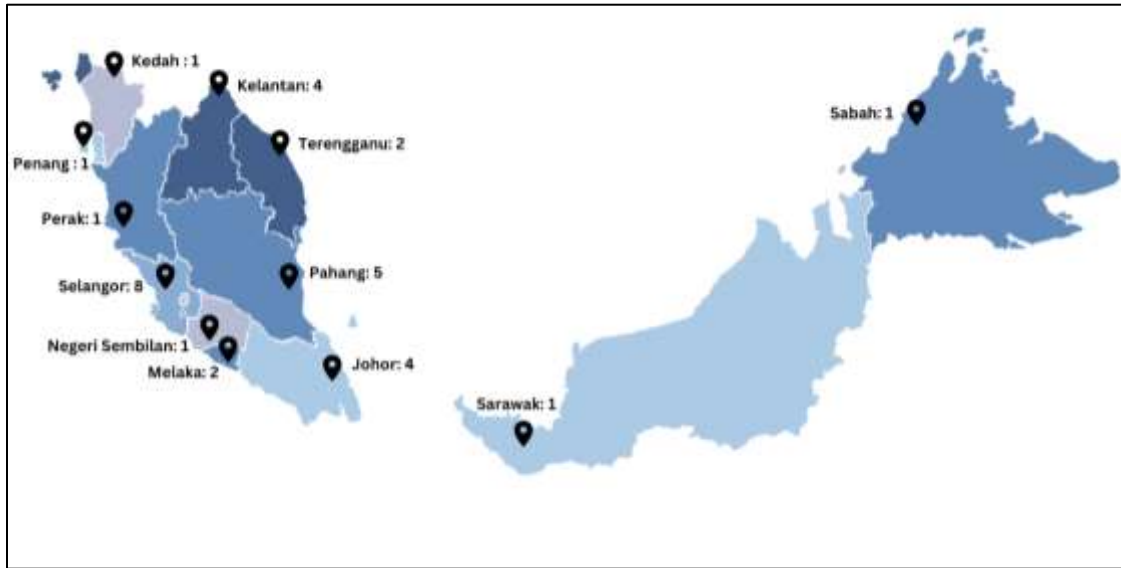 Kedah : 1
Kelantan: 4
Sabah: 1
Terengganu: 2
Penang : 1
Perak: 1
Pahang: 5
Selangor: 8
Negeri Sembilan: 1
Johor: 4
Melaka: 2
Sarawak: 1